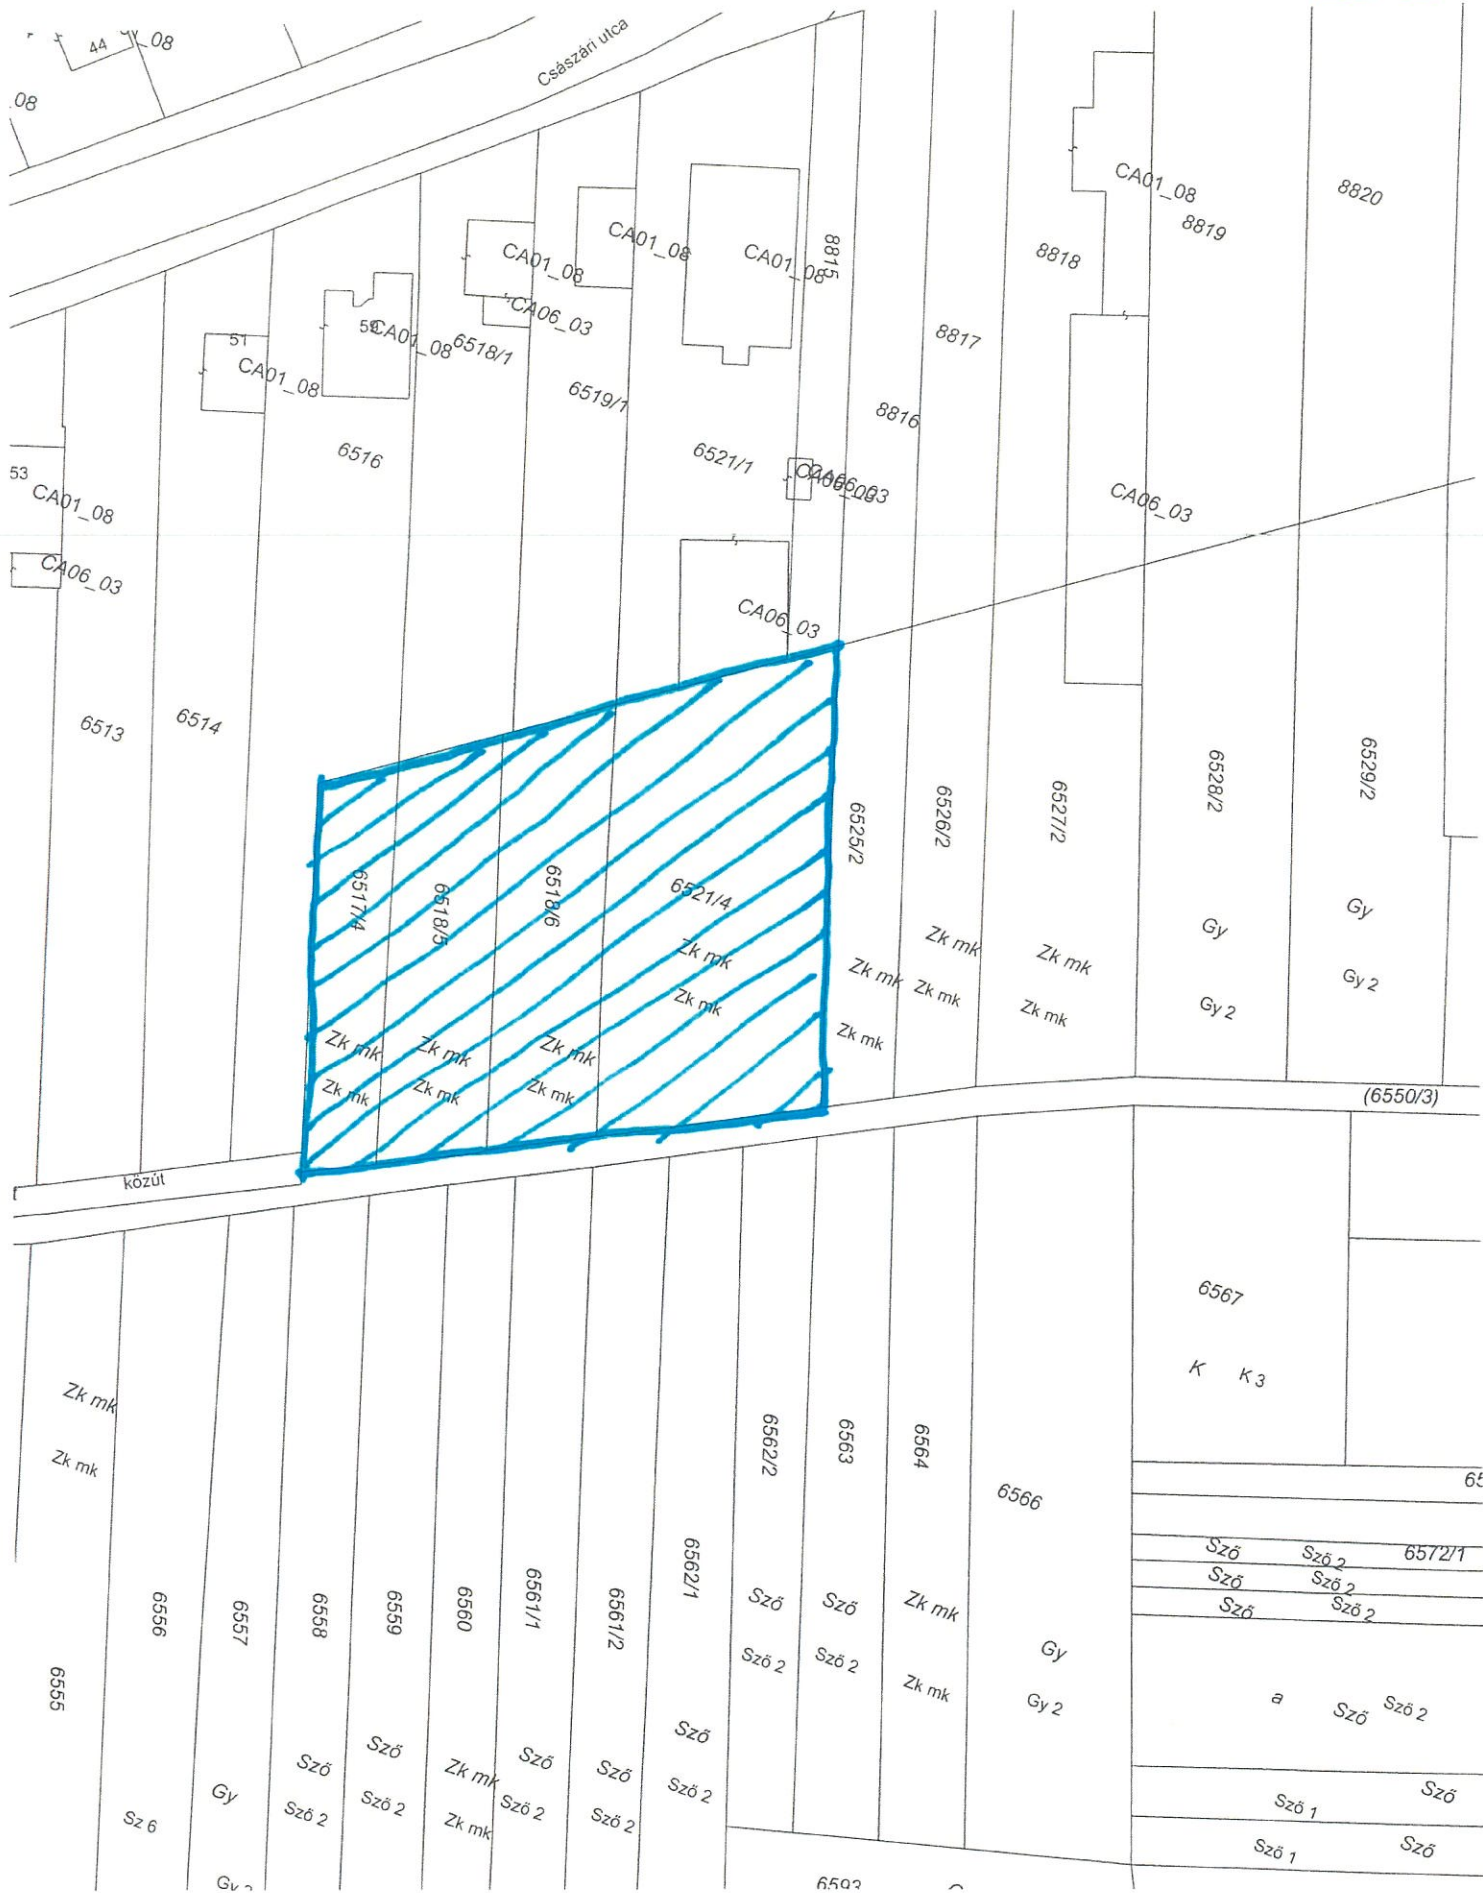 44
_08
.08
Császári utca
CA01_08
8820
8819
8818
8815
CA01_08
CA01_08
CA01_08
CA06_03
59
CA01_08
6518/1
51
CA01_08
8817
6519/1
8816
6516
6521/1
53
CA01_08
CA06_03
CA06_03
CA06_03
CA06_03
6513
6514
6528/2
6529/2
6525/2
6526/2
6527/2
6517/4
6518/5
6518/6
6521/4
Zk mk
Zk mk
Zk mk
Zk mk
Zk mk
Gy
Gy
Zk mk
Zk mk
Zk mk
Gy 2
Gy 2
Zk mk
Zk mk
Zk mk
Zk mk
Zk mk
Zk mk
Zk mk
(6550/3)
közút
6567
K
K 3
Zk mk
Zk mk
6562/2
6563
6564
6566
6572/1
Sző
Sző 2
Sző
Sző 2
Sző
Sző 2
6562/1
6556
6557
6558
6559
6560
6561/1
6561/2
Sző
Sző
Zk mk
Sző 2
Sző 2
Zk mk
Gy
Gy 2
6555
a
Sző
Sző 2
Sző
Sző
Sző
Zk mk
Sző
Sző
Sző 2
Gy
Sző 2
Sző 2
Zk mk
Sző 2
Sző 2
Sz 6
Sző 1
Sző
Sző 1
Sző
6593